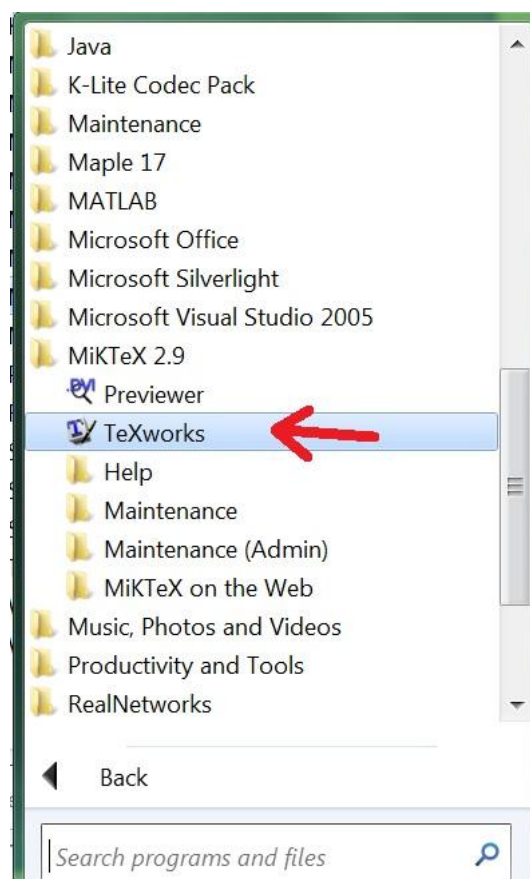 Java
K-Lite Codec Pack
Maintenance
Maple 17
MATLAB
Microsoft Office
Microsoft Silverlight
Microsoft Visual Studio 2005
MiKTeX 2.9
Previewer
TeXworks
Help
Maintenance
Maintenance (Admin)
MiKTeX on the Web
Music, Photos and Videos
Productivity and Tools
RealNetworks
Back
Search programs and files